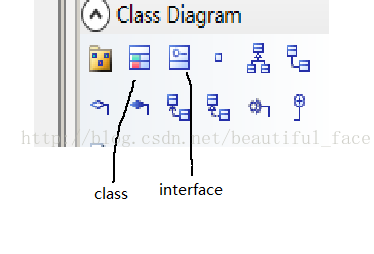 Class Diagram
http://blog.csdn.net/beautiful_face
class
interface